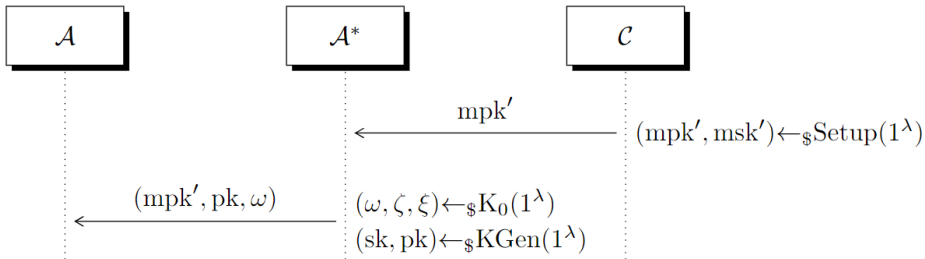 𝒜 𝒜* 𝒞
mpk′
(mpk′, msk′)←$Setup(1^λ)
(mpk′, pk, ω)
(ω, ζ, ξ)←$K₀(1^λ)
(sk, pk)←$KGen(1^λ)